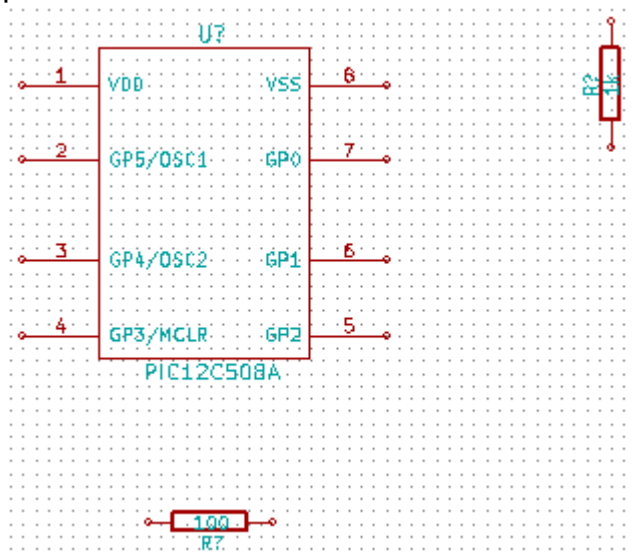 U?
1 VDD VSS 8
2 GP5/OSC1 GP0 7
3 GP4/OSC2 GP1 6
4 GP3/MCLR GP2 5
PIC12C508A
R?
1k
100
R?